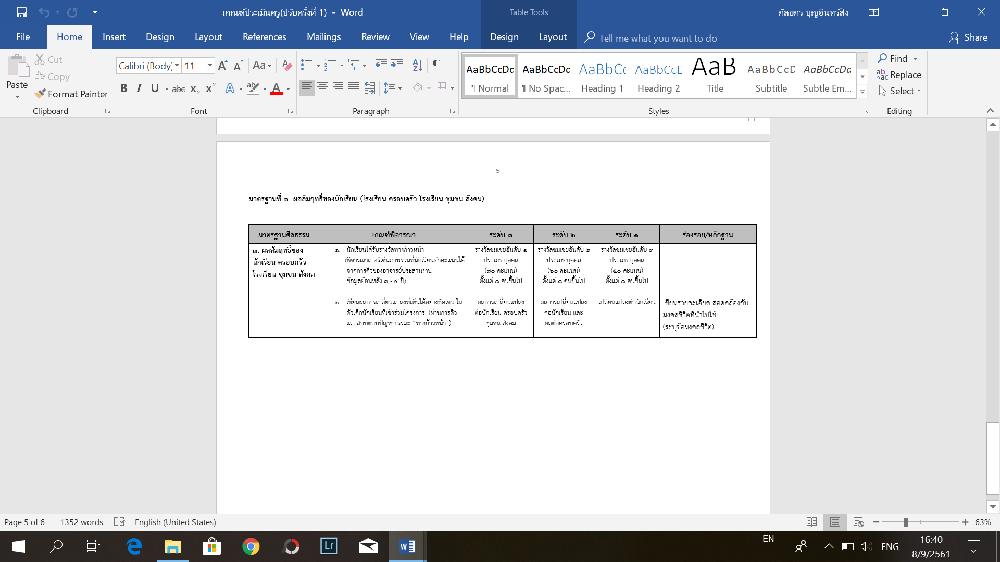 เกณฑ์ประเมินครู(ปรับครั้งที่ 1) - Word
Table Tools
กัลยกร บุญอินทร์ส่ง
File
Home
Insert
Design
Layout
References
Mailings
Review
View
Help
Design
Layout
Tell me what you want to do
Share
Paste
Cut
Copy
Format Painter
Clipboard
Calibri (Body)
11
Font
Paragraph
AaBbCcDc
¶ Normal
AaBbCcDc
¶ No Spac...
AaBbCc
Heading 1
AaBbCcD
Heading 2
AaB
Title
AaBbCcD
Subtitle
AaBbCcDa
Subtle Em...
Styles
Find
Replace
Select
Editing
-๖-
มาตรฐานที่ ๓ ผลสัมฤทธิ์ของนักเรียน (โรงเรียน ครอบครัว โรงเรียน ชุมชน สังคม)
มาตรฐานศีลธรรม
เกณฑ์พิจารณา
ระดับ ๓
ระดับ ๒
ระดับ ๑
ร่องรอย/หลักฐาน
๓. ผลสัมฤทธิ์ของ
นักเรียน ครอบครัว
โรงเรียน ชุมชน สังคม
๑. นักเรียนได้รับรางวัลทางก้าวหน้า
(พิจารณาเปอร์เซ็นภาพรวมที่นักเรียนทำคะแนนได้
จากการติวของอาจารย์ประสานงาน
ข้อมูลย้อนหลัง ๓ - ๕ ปี)
รางวัลชมเชยอันดับ ๑
ประเภทบุคคล
(๗๐ คะแนน)
ตั้งแต่ ๑ คนขึ้นไป
รางวัลชมเชยอันดับ ๒
ประเภทบุคคล
(๖๐ คะแนน)
ตั้งแต่ ๑ คนขึ้นไป
รางวัลชมเชยอันดับ ๓
ประเภทบุคคล
(๕๐ คะแนน)
ตั้งแต่ ๑ คนขึ้นไป
๒. เขียนผลการเปลี่ยนแปลงที่เห็นได้อย่างชัดเจน ใน
ตัวเด็กนักเรียนที่เข้าร่วมโครงการ (ผ่านการติว
และสอบตอบปัญหาธรรมะ “ทางก้าวหน้า”)
ผลการเปลี่ยนแปลง
ต่อนักเรียน ครอบครัว
ชุมชน สังคม
ผลการเปลี่ยนแปลง
ต่อนักเรียน และ
ผลต่อครอบครัว
เปลี่ยนแปลงต่อนักเรียน
เขียนรายละเอียด สอดคล้องกับ
มงคลชีวิตที่นำไปใช้
(ระบุข้อมงคลชีวิต)
Page 5 of 6
1352 words
English (United States)
63%
EN
ENG
16:40
8/9/2561